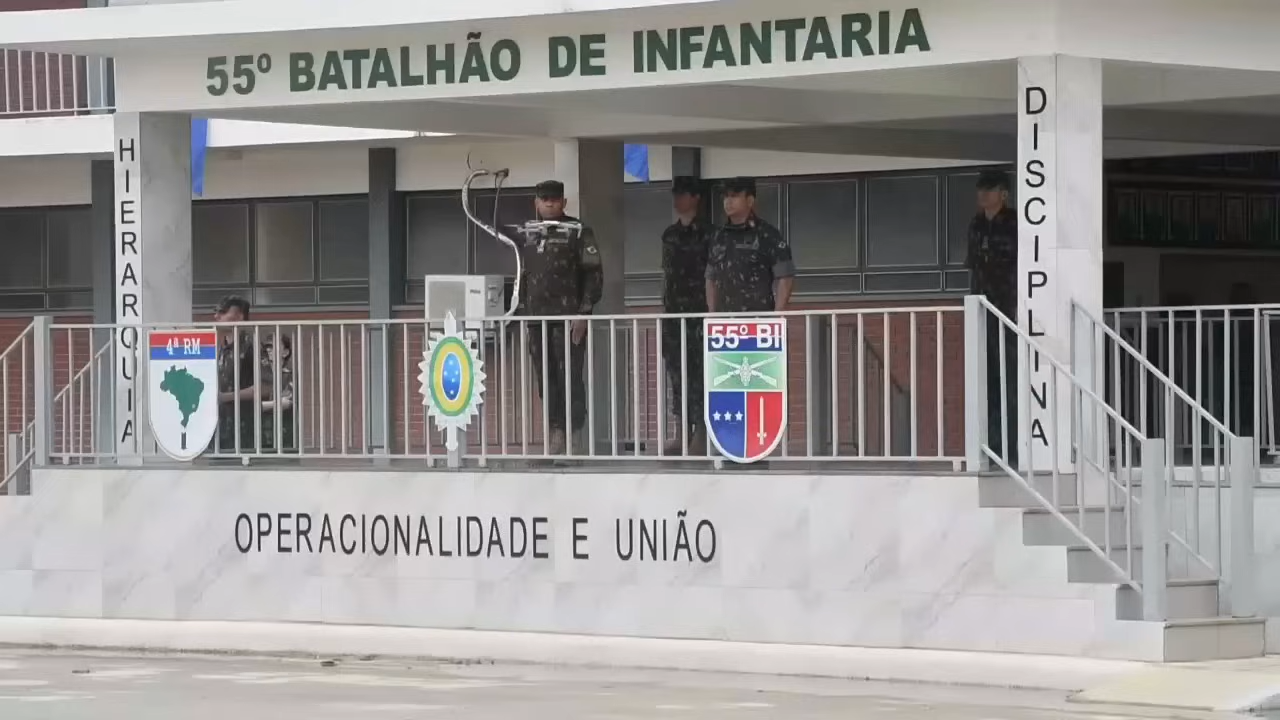 55º BATALHÃO DE INFANTARIA
HIERARQUIA
DISCIPLINA
4ª RM
55º BI
OPERACIONALIDADE E UNIÃO